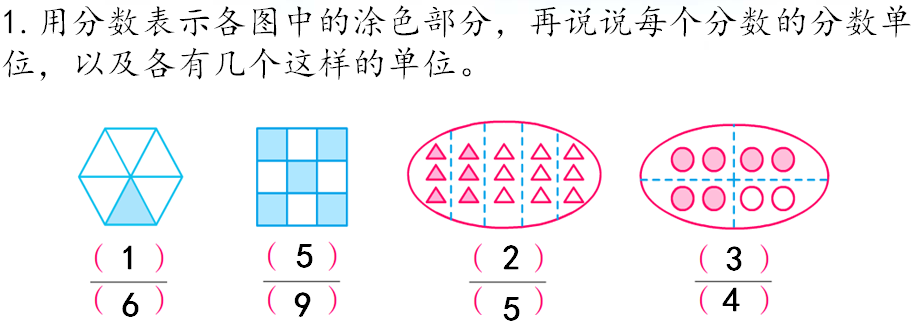 1. 用分数表示各图中的涂色部分，再说说每个分数的分数单
位，以及各有几个这样的单位。
( 1 ) ( 5 ) ( 2 ) ( 3 )
( 6 ) ( 9 ) ( 5 ) ( 4 )